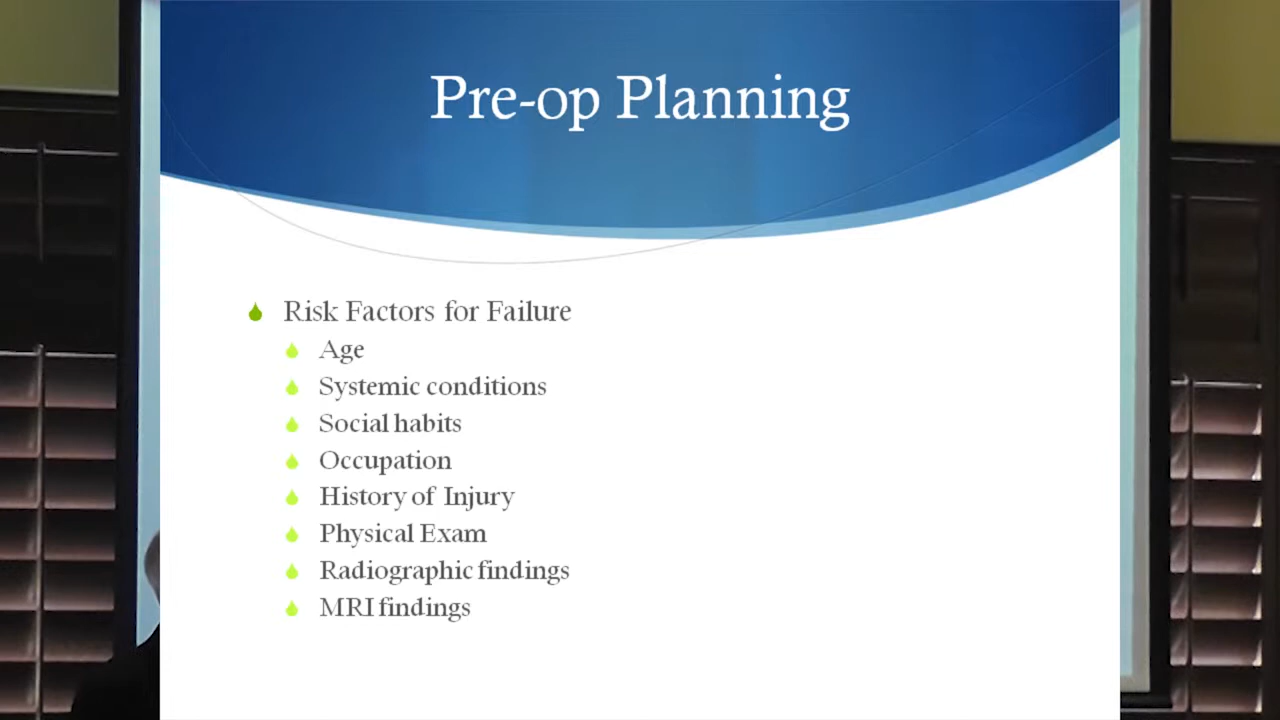 Pre-op Planning
Risk Factors for Failure
Age
Systemic conditions
Social habits
Occupation
History of Injury
Physical Exam
Radiographic findings
MRI findings